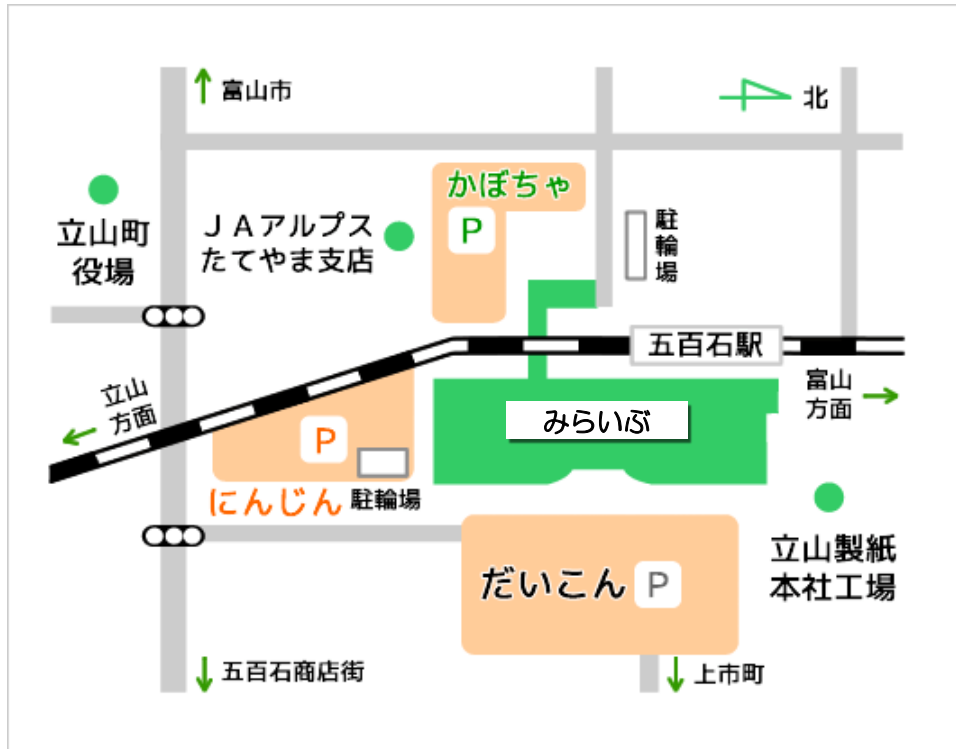 富山市
北
かぼちゃ
P
駐輪場
立山町
役場
ＪＡアルプス
たてやま支店
五百石駅
立山
方面
富山
方面
みらいぶ
P
にんじん
駐輪場
立山製紙
本社工場
だいこん
P
五百石商店街
上市町